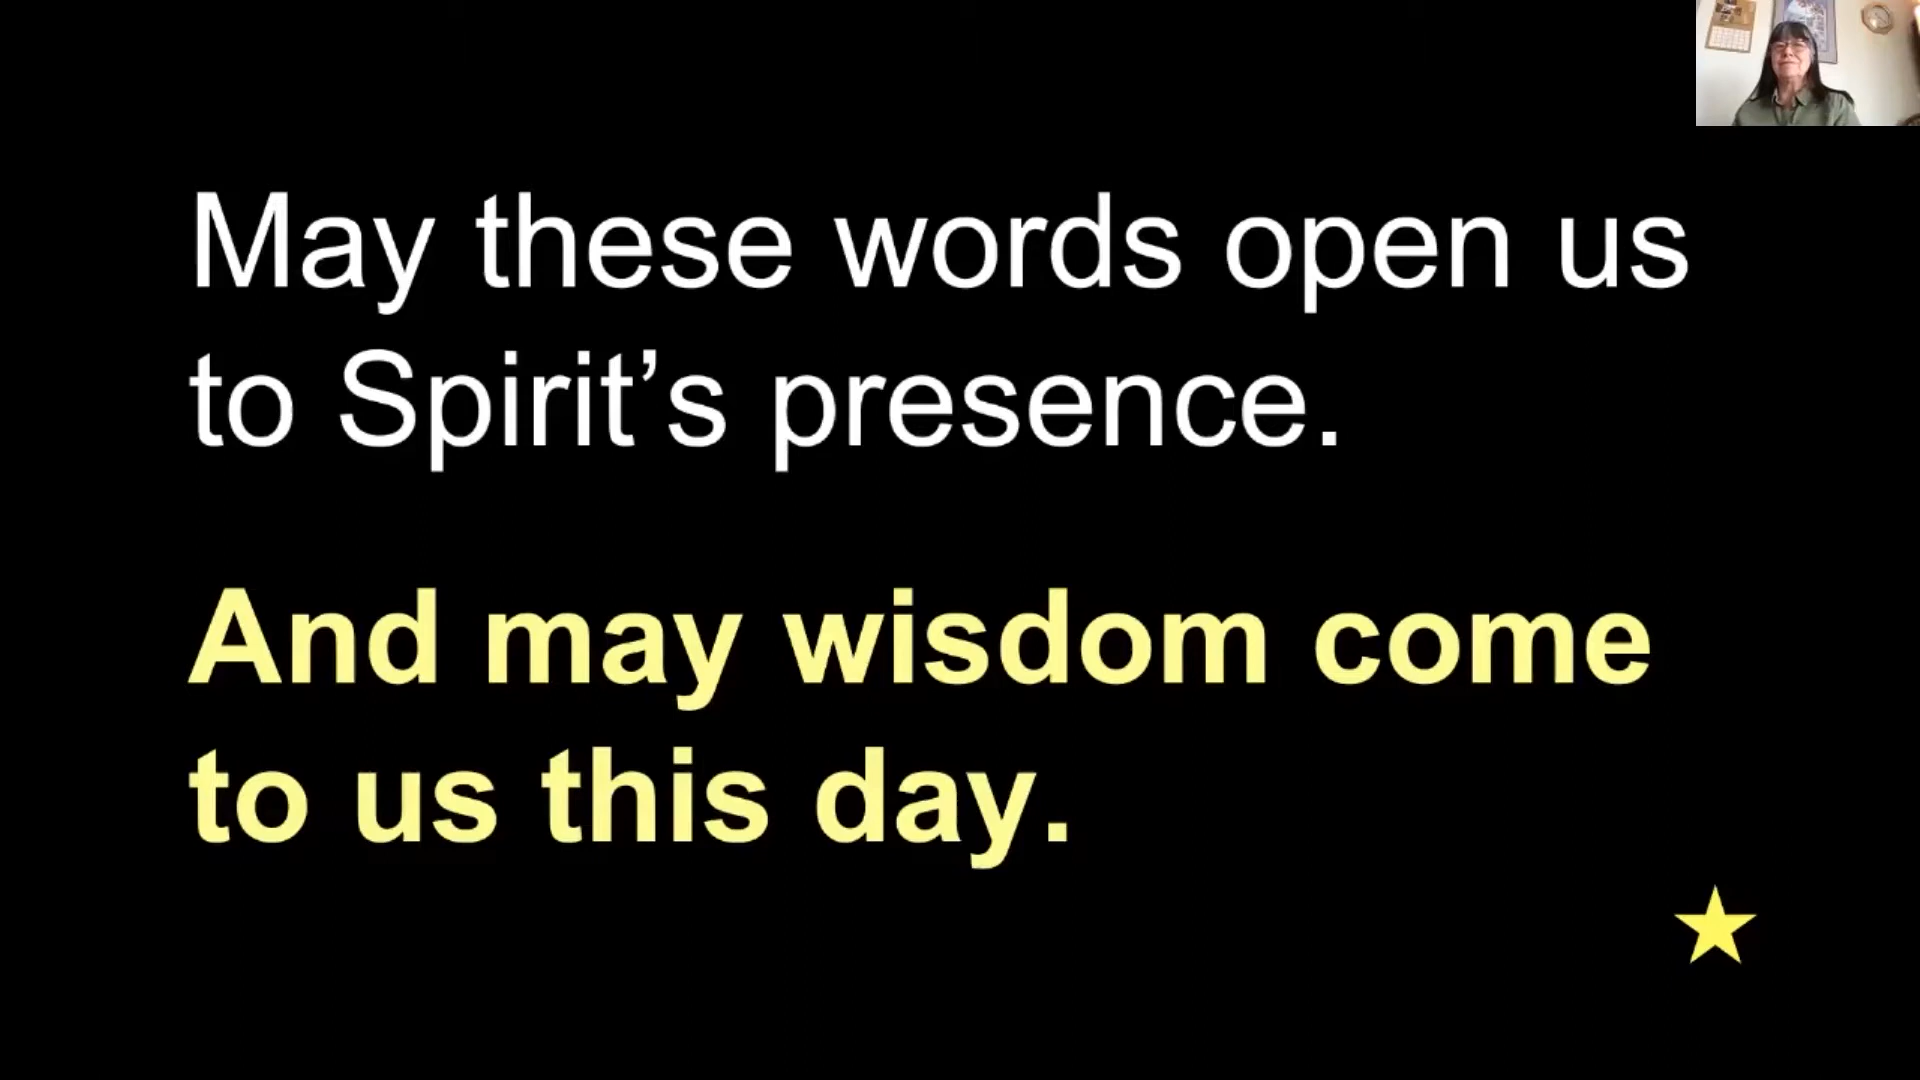 May these words open us
to Spirit’s presence.
And may wisdom come
to us this day.